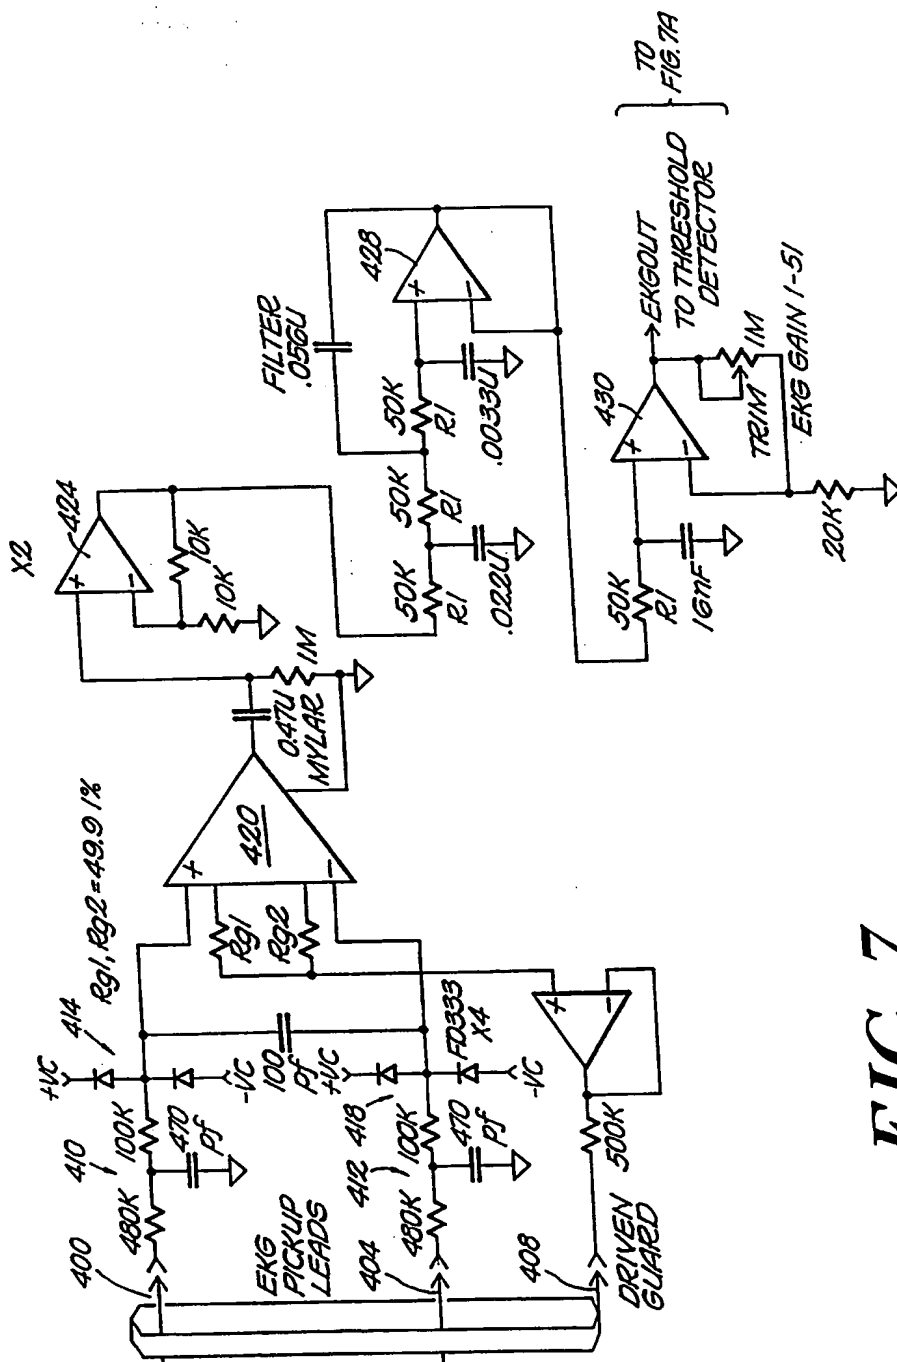 400
480K
410
100K
470
Pf
+VC
414
-VC
Rg1, Rg2 = 49.9 1%
EKG
PICKUP
LEADS
404
480K
412
100K
418
470
Pf
100
Pf
+VC
FD333
X4
-VC
408
DRIVEN
GUARD
500K
+
-
Rg1
Rg2
+
-
420
0.47U
MYLAR
1M
X2
424
+
-
10K
10K
50K
R1
.022U
50K
R1
50K
R1
.0033U
FILTER
.056U
428
+
-
50K
R1
16nF
430
+
-
20K
TRIM
1M
EKG GAIN 1-51
EKGOUT
TO THRESHOLD
DETECTOR
TO
FIG. 7A
FIG. 7